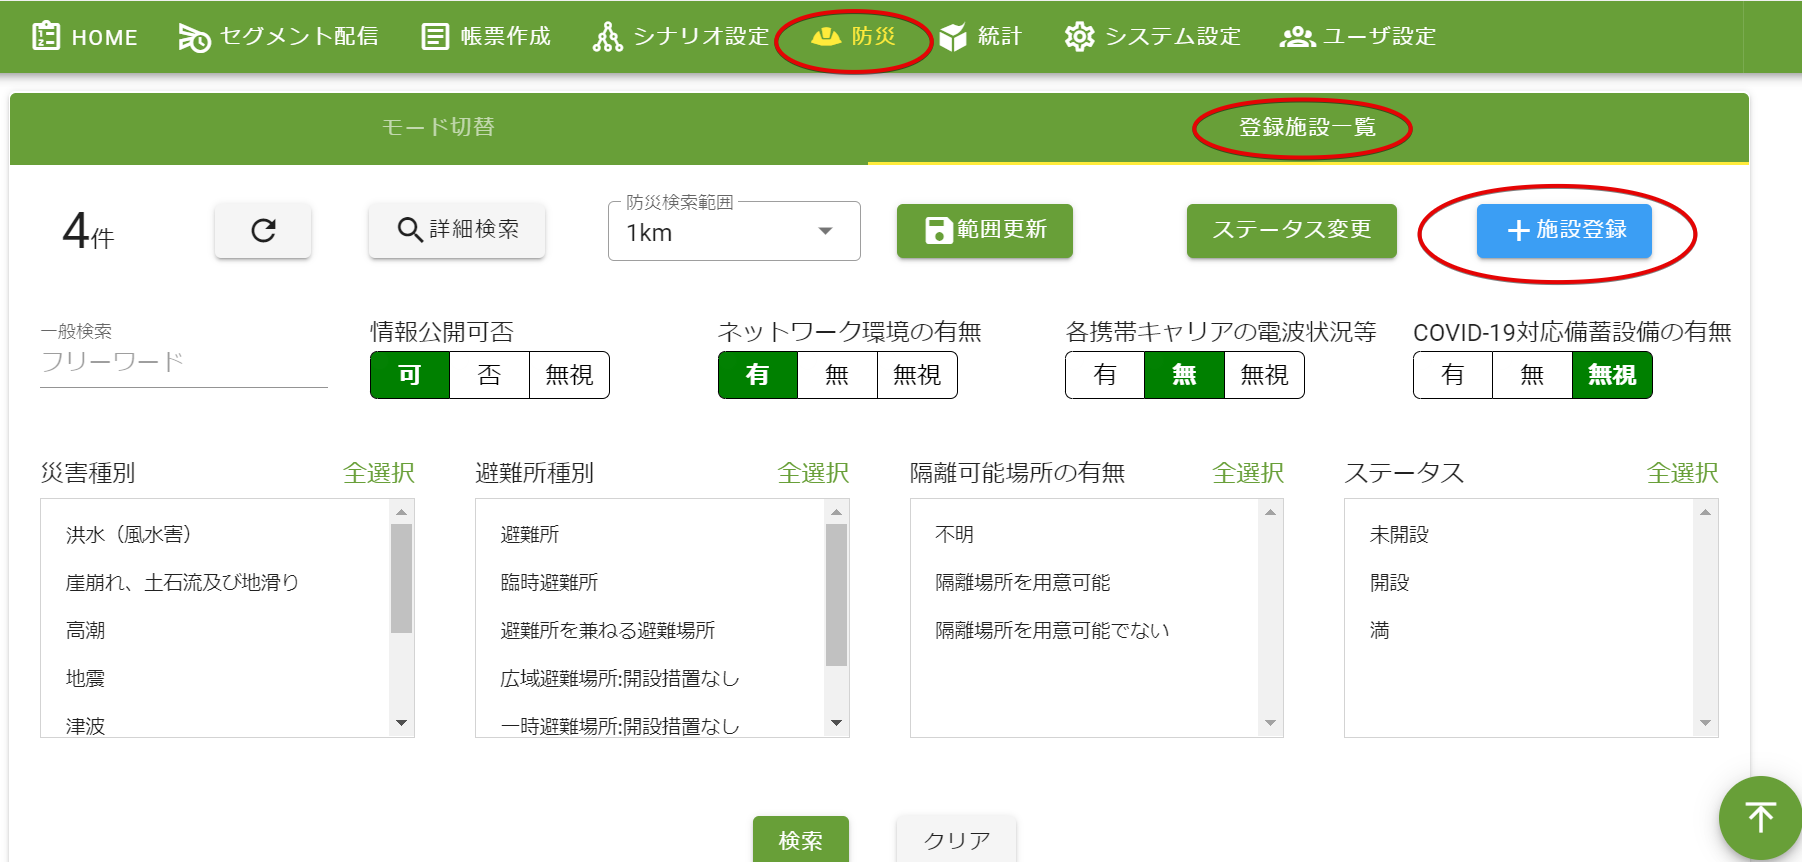 HOME セグメント配信 帳票作成 シナリオ設定 防災 統計 システム設定 ユーザ設定
モード切替 登録施設一覧
防災検索範囲
4件 詳細検索 1km 範囲更新 ステータス変更 +施設登録
一般検索 情報公開可否 ネットワーク環境の有無 各携帯キャリアの電波状況等 COVID-19対応備蓄設備の有無
フリーワード 可 否 無視 有 無 無視 有 無 無視 有 無 無視
災害種別 全選択 避難所種別 全選択 隔離可能場所の有無 全選択 ステータス 全選択
洪水（風水害） 避難所 不明 未開設
崖崩れ、土石流及び地滑り 臨時避難所 隔離場所を用意可能 開設
高潮 避難所を兼ねる避難場所 隔離場所を用意可能でない 満
地震 広域避難場所:開設措置なし
津波 一時避難場所:開設措置なし
検索 クリア